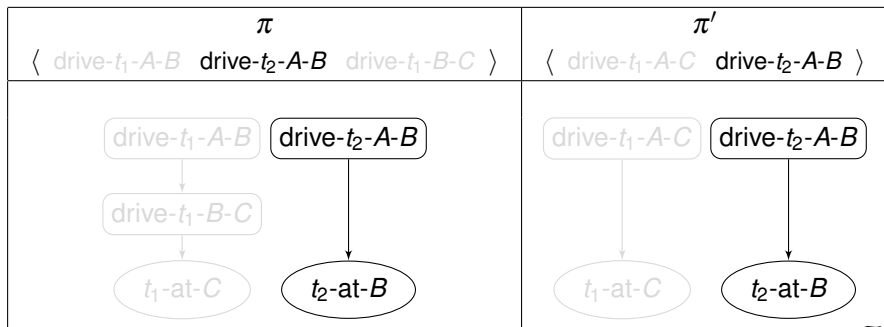 π π′
⟨ drive-t₁-A-B drive-t₂-A-B drive-t₁-B-C ⟩ ⟨ drive-t₁-A-C drive-t₂-A-B ⟩
drive-t₁-A-B drive-t₂-A-B drive-t₁-A-C drive-t₂-A-B
drive-t₁-B-C
t₁-at-C t₂-at-B t₁-at-C t₂-at-B